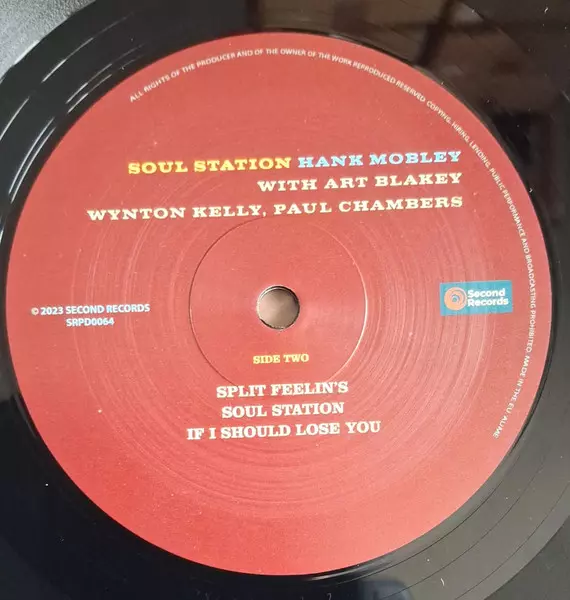 ALL RIGHTS OF THE PRODUCER AND OF THE OWNER OF THE WORK REPRODUCED RESERVED. COPYING, HIRING, LENDING, PUBLIC PERFORMANCE AND BROADCASTING PROHIBITED. MADE IN THE EU.
SOUL STATION HANK MOBLEY
WITH ART BLAKEY
WYNTON KELLY, PAUL CHAMBERS
© 2023 SECOND RECORDS
SRPD0064
Second
Records
SIDE TWO
SPLIT FEELIN'S
SOUL STATION
IF I SHOULD LOSE YOU